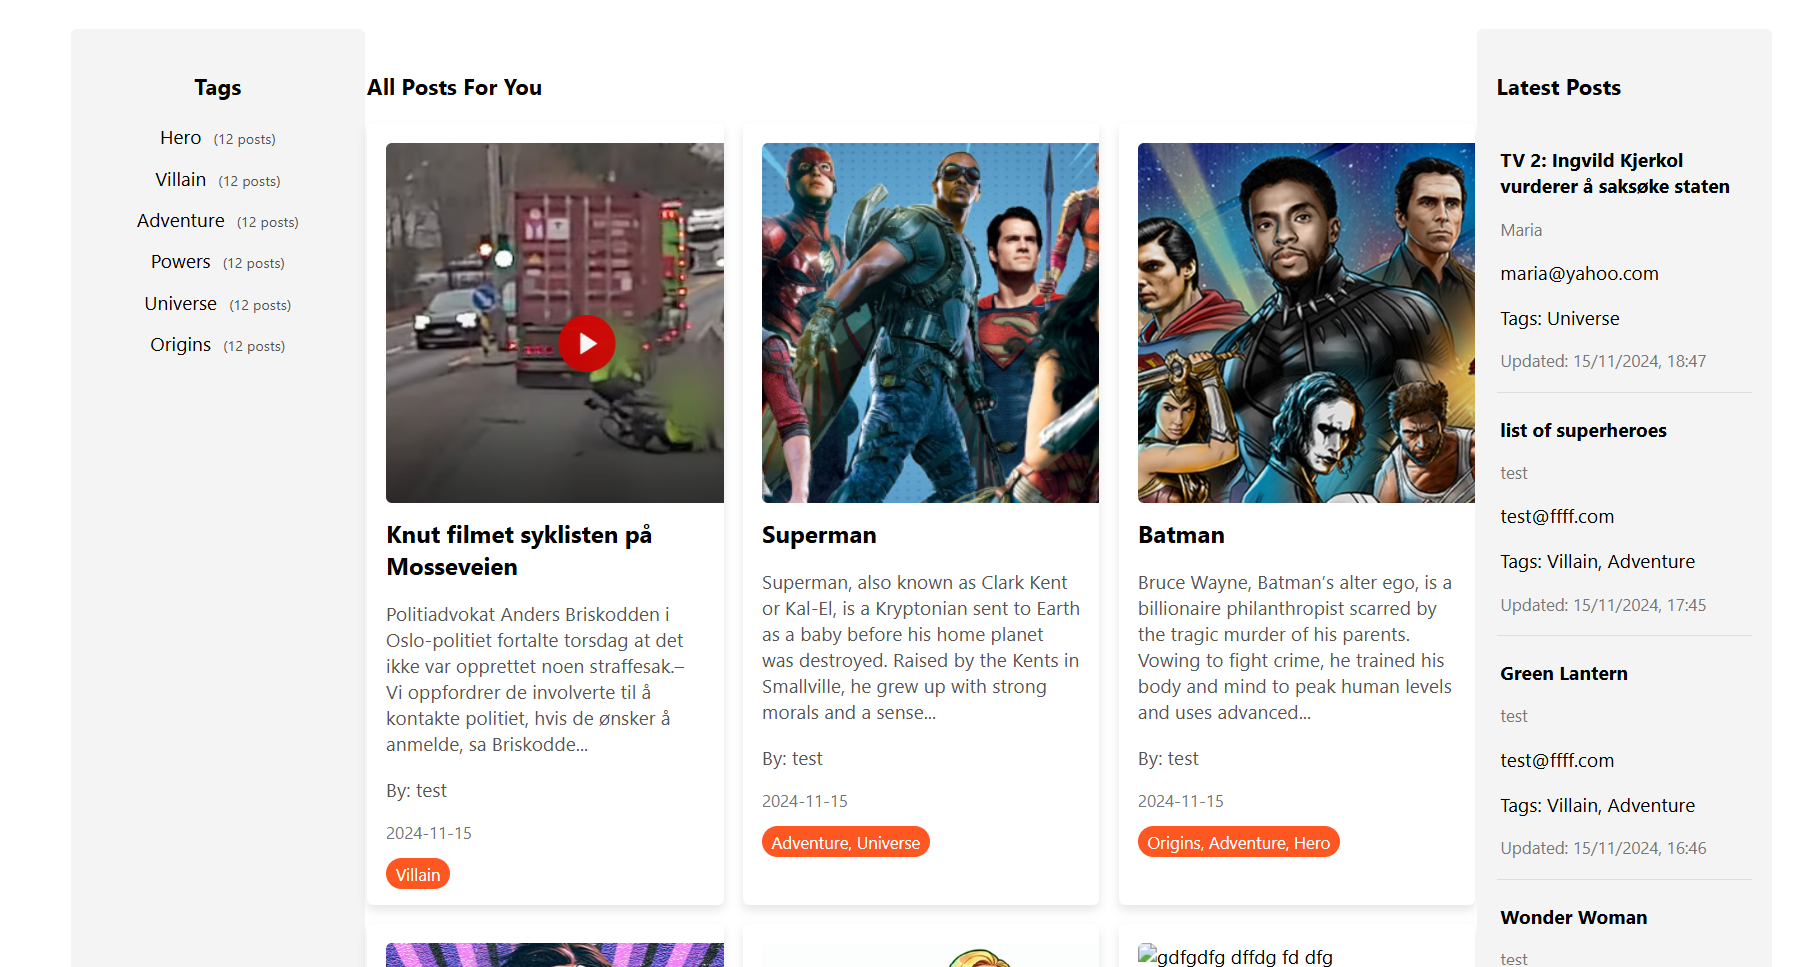 Tags
Hero (12 posts)
Villain (12 posts)
Adventure (12 posts)
Powers (12 posts)
Universe (12 posts)
Origins (12 posts)
All Posts For You
Knut filmet syklisten på
Mosseveien
Politiadvokat Anders Briskodden i
Oslo-politiet fortalte torsdag at det
ikke var opprettet noen straffesak.–
Vi oppfordrer de involverte til å
kontakte politiet, hvis de ønsker å
anmelde, sa Briskodde...
By: test
2024-11-15
Villain
Superman
Superman, also known as Clark Kent
or Kal-El, is a Kryptonian sent to Earth
as a baby before his home planet
was destroyed. Raised by the Kents in
Smallville, he grew up with strong
morals and a sense...
By: test
2024-11-15
Adventure, Universe
Batman
Bruce Wayne, Batman’s alter ego, is a
billionaire philanthropist scarred by
the tragic murder of his parents.
Vowing to fight crime, he trained his
body and mind to peak human levels
and uses advanced...
By: test
2024-11-15
Origins, Adventure, Hero
gdfgdfg dffdg fd dfg
Latest Posts
TV 2: Ingvild Kjerkol
vurderer å saksøke staten
Maria
maria@yahoo.com
Tags: Universe
Updated: 15/11/2024, 18:47
list of superheroes
test
test@ffff.com
Tags: Villain, Adventure
Updated: 15/11/2024, 17:45
Green Lantern
test
test@ffff.com
Tags: Villain, Adventure
Updated: 15/11/2024, 16:46
Wonder Woman
test